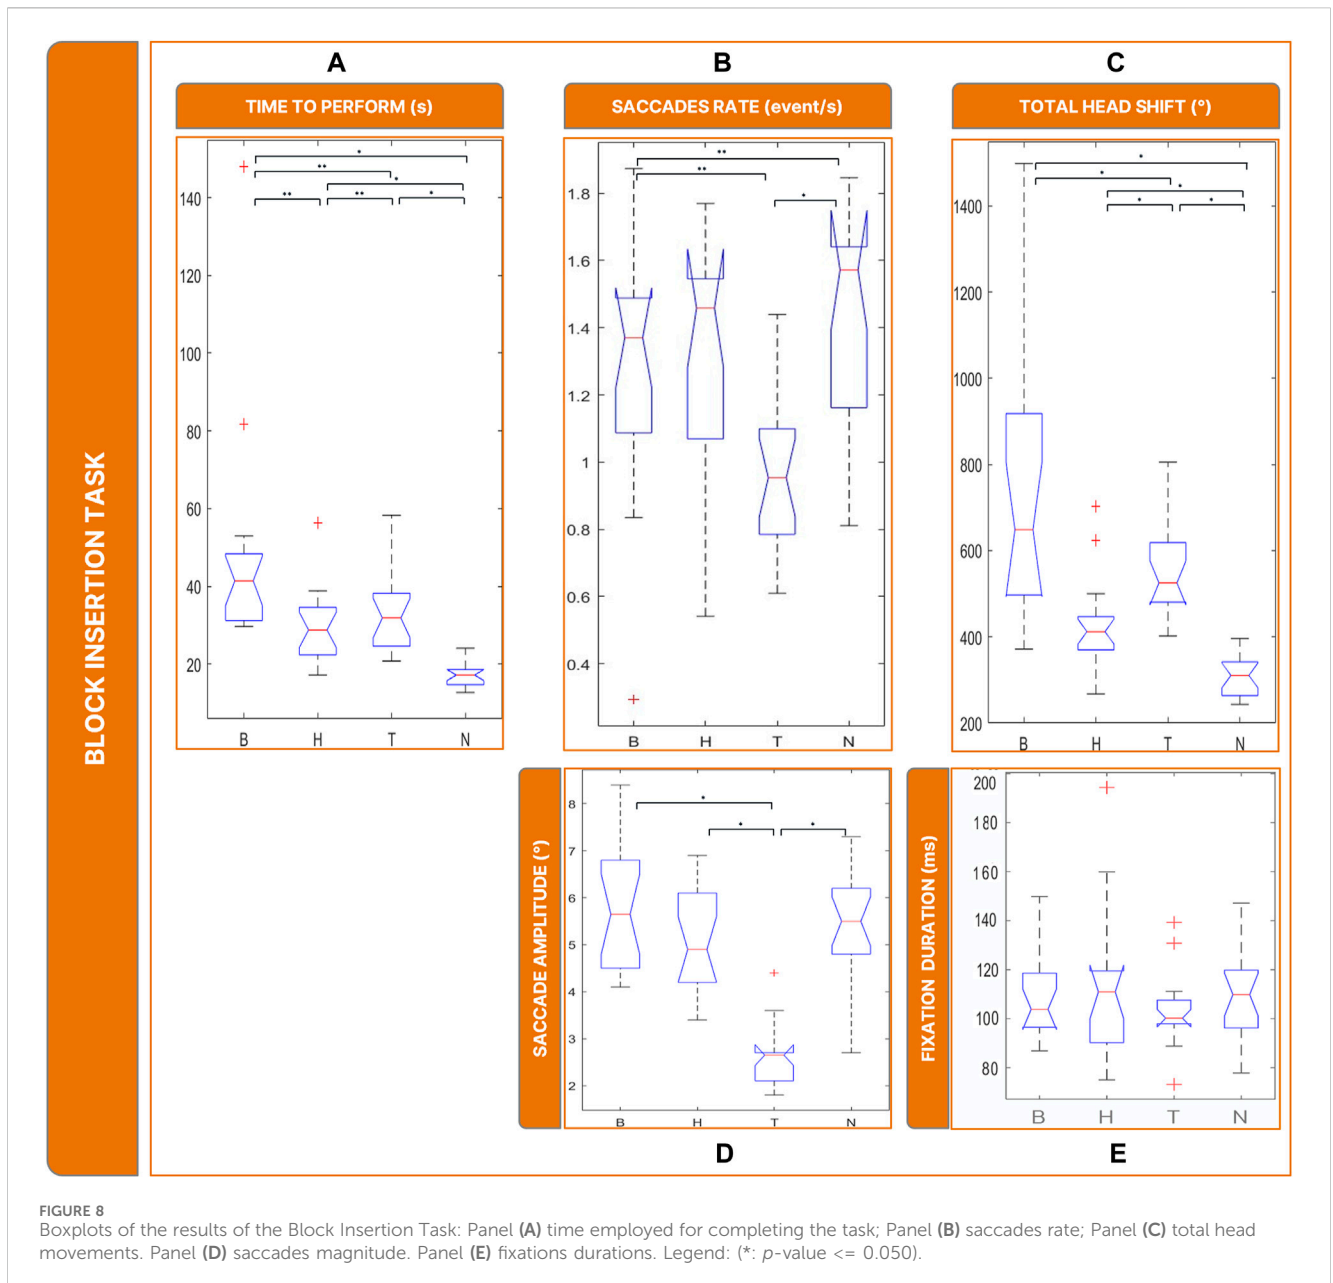 BLOCK INSERTION TASK
A
TIME TO PERFORM (s)
* ** * ** ** *
140
120
100
80
60
40
20
B H T N
B
SACCADES RATE (event/s)
** ** *
1.8
1.6
1.4
1.2
1
0.8
0.6
0.4
B H T N
C
TOTAL HEAD SHIFT (°)
* * * * *
1400
1200
1000
800
600
400
200
B H T N
SACCADE AMPLITUDE (°)
* * *
8
7
6
5
4
3
2
B H T N
D
FIXATION DURATION (ms)
200
180
160
140
120
100
80
B H T N
E
FIGURE 8
Boxplots of the results of the Block Insertion Task: Panel (A) time employed for completing the task; Panel (B) saccades rate; Panel (C) total head
movements. Panel (D) saccades magnitude. Panel (E) fixations durations. Legend: (*: p-value <= 0.050).